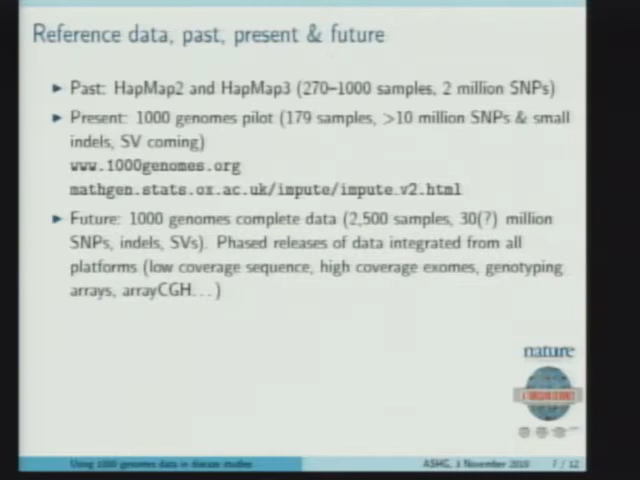 Reference data, past, present & future
► Past: HapMap2 and HapMap3 (270–1000 samples, 2 million SNPs)
► Present: 1000 genomes pilot (179 samples, >10 million SNPs & small
indels, SV coming)
www.1000genomes.org
mathgen.stats.ox.ac.uk/impute/impute_v2.html
► Future: 1000 genomes complete data (2,500 samples, 30(?) million
SNPs, indels, SVs). Phased releases of data integrated from all
platforms (low coverage sequence, high coverage exomes, genotyping
arrays, arrayCGH...)
nature
Using 1000 genomes data in disease studies
ASHG, 3 November 2010
7 / 12